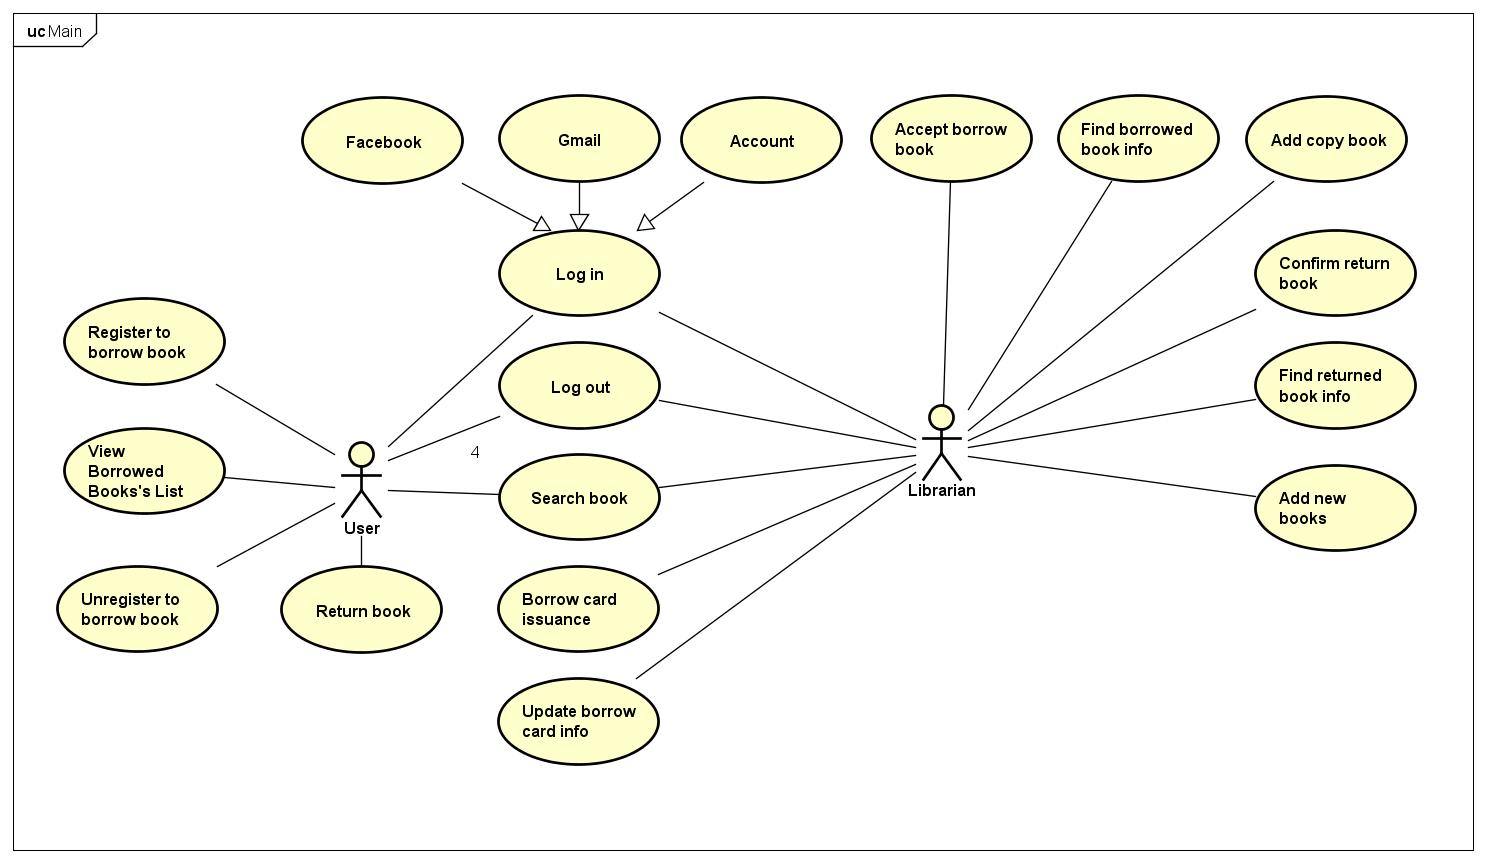 uc Main
Facebook
Gmail
Account
Accept borrow
book
Find borrowed
book info
Add copy book
Log in
Confirm return
book
Register to
borrow book
Log out
Find returned
book info
View
Borrowed
Books's List
4
User
Search book
Librarian
Add new
books
Unregister to
borrow book
Return book
Borrow card
issuance
Update borrow
card info